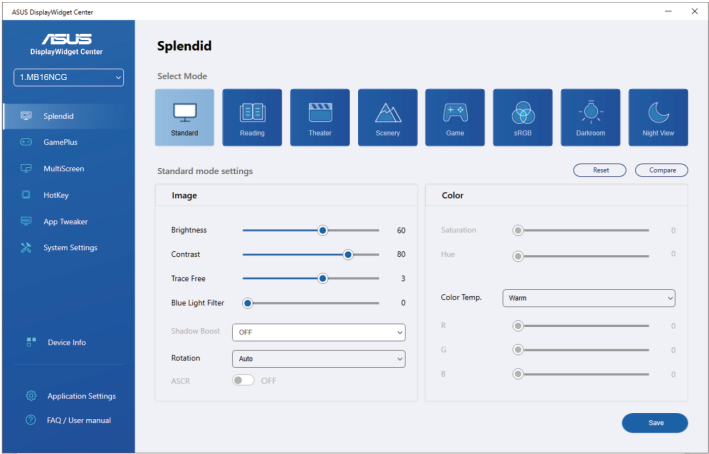 ASUS DisplayWidget Center
ASUS
DisplayWidget Center
1.MB16NCG
Splendid
GamePlus
MultiScreen
HotKey
App Tweaker
System Settings
Device Info
Application Settings
FAQ / User manual
Splendid
Select Mode
Standard
Reading
Theater
Scenery
Game
sRGB
Darkroom
Night View
Standard mode settings
Reset
Compare
Image
Brightness 60
Contrast 80
Trace Free 3
Blue Light Filter 0
Shadow Boost OFF
Rotation Auto
ASCR OFF
Color
Saturation 0
Hue 0
Color Temp. Warm
R 0
G 0
B 0
Save